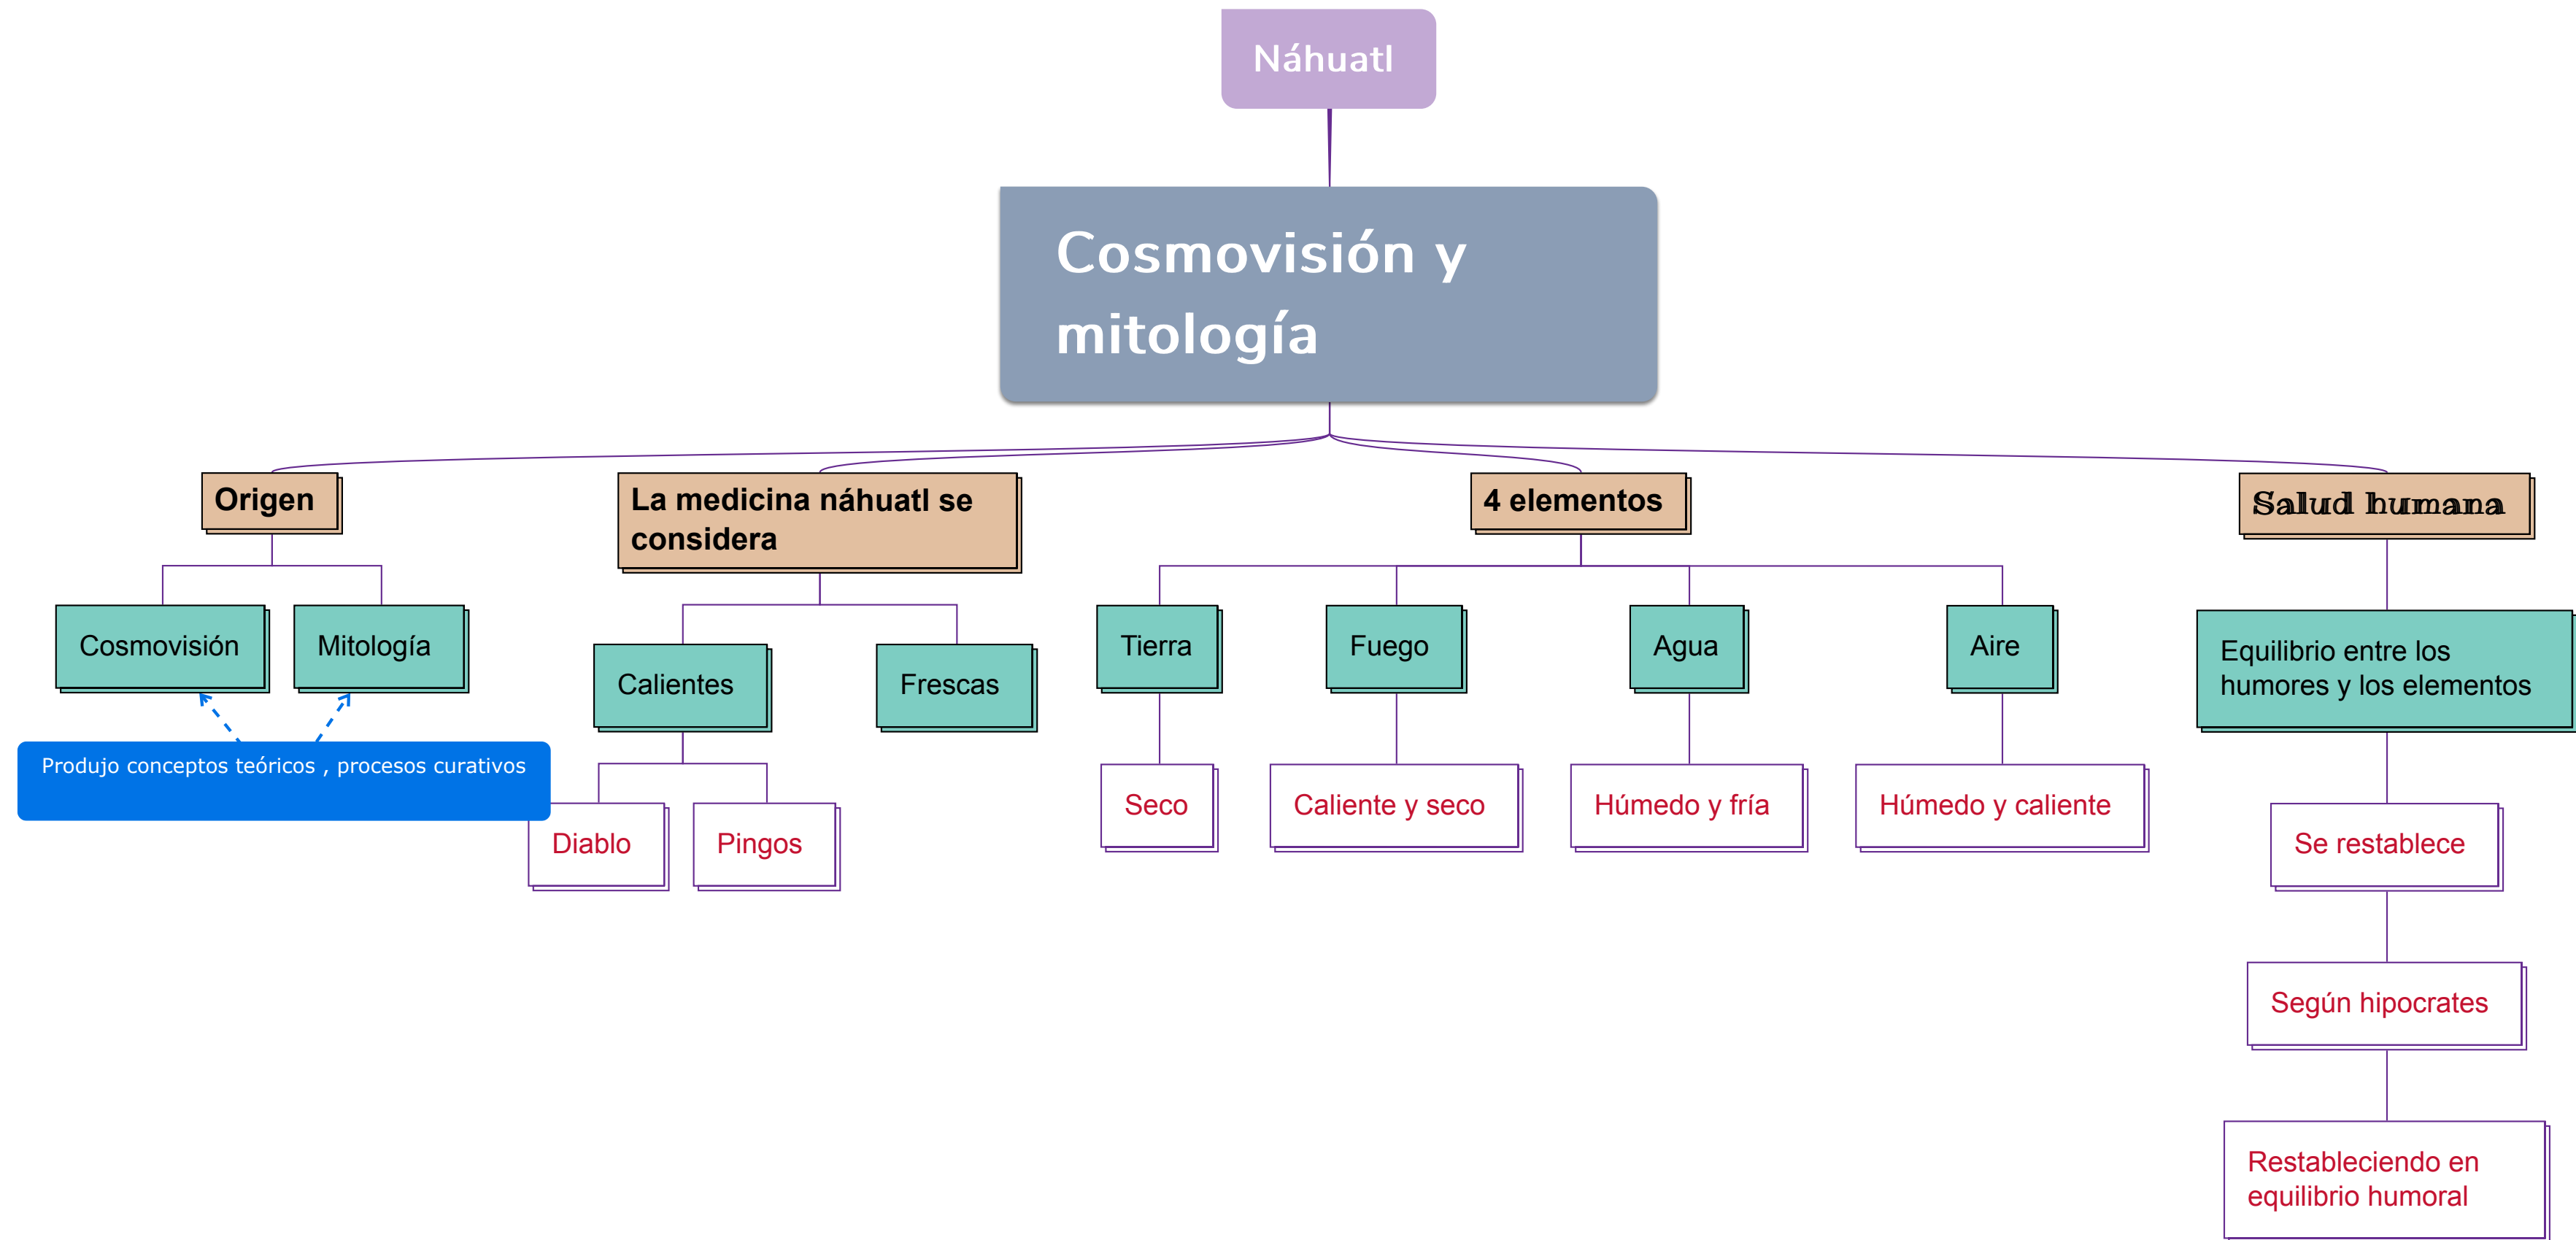 Náhuatl
Cosmovisión y
mitología
Origen
La medicina náhuatl se
considera
4 elementos
Salud humana
Cosmovisión
Mitología
Calientes
Frescas
Tierra
Fuego
Agua
Aire
Equilibrio entre los
humores y los elementos
Produjo conceptos teóricos , procesos curativos
Diablo
Pingos
Seco
Caliente y seco
Húmedo y fría
Húmedo y caliente
Se restablece
Según hipocrates
Restableciendo en
equilibrio humoral